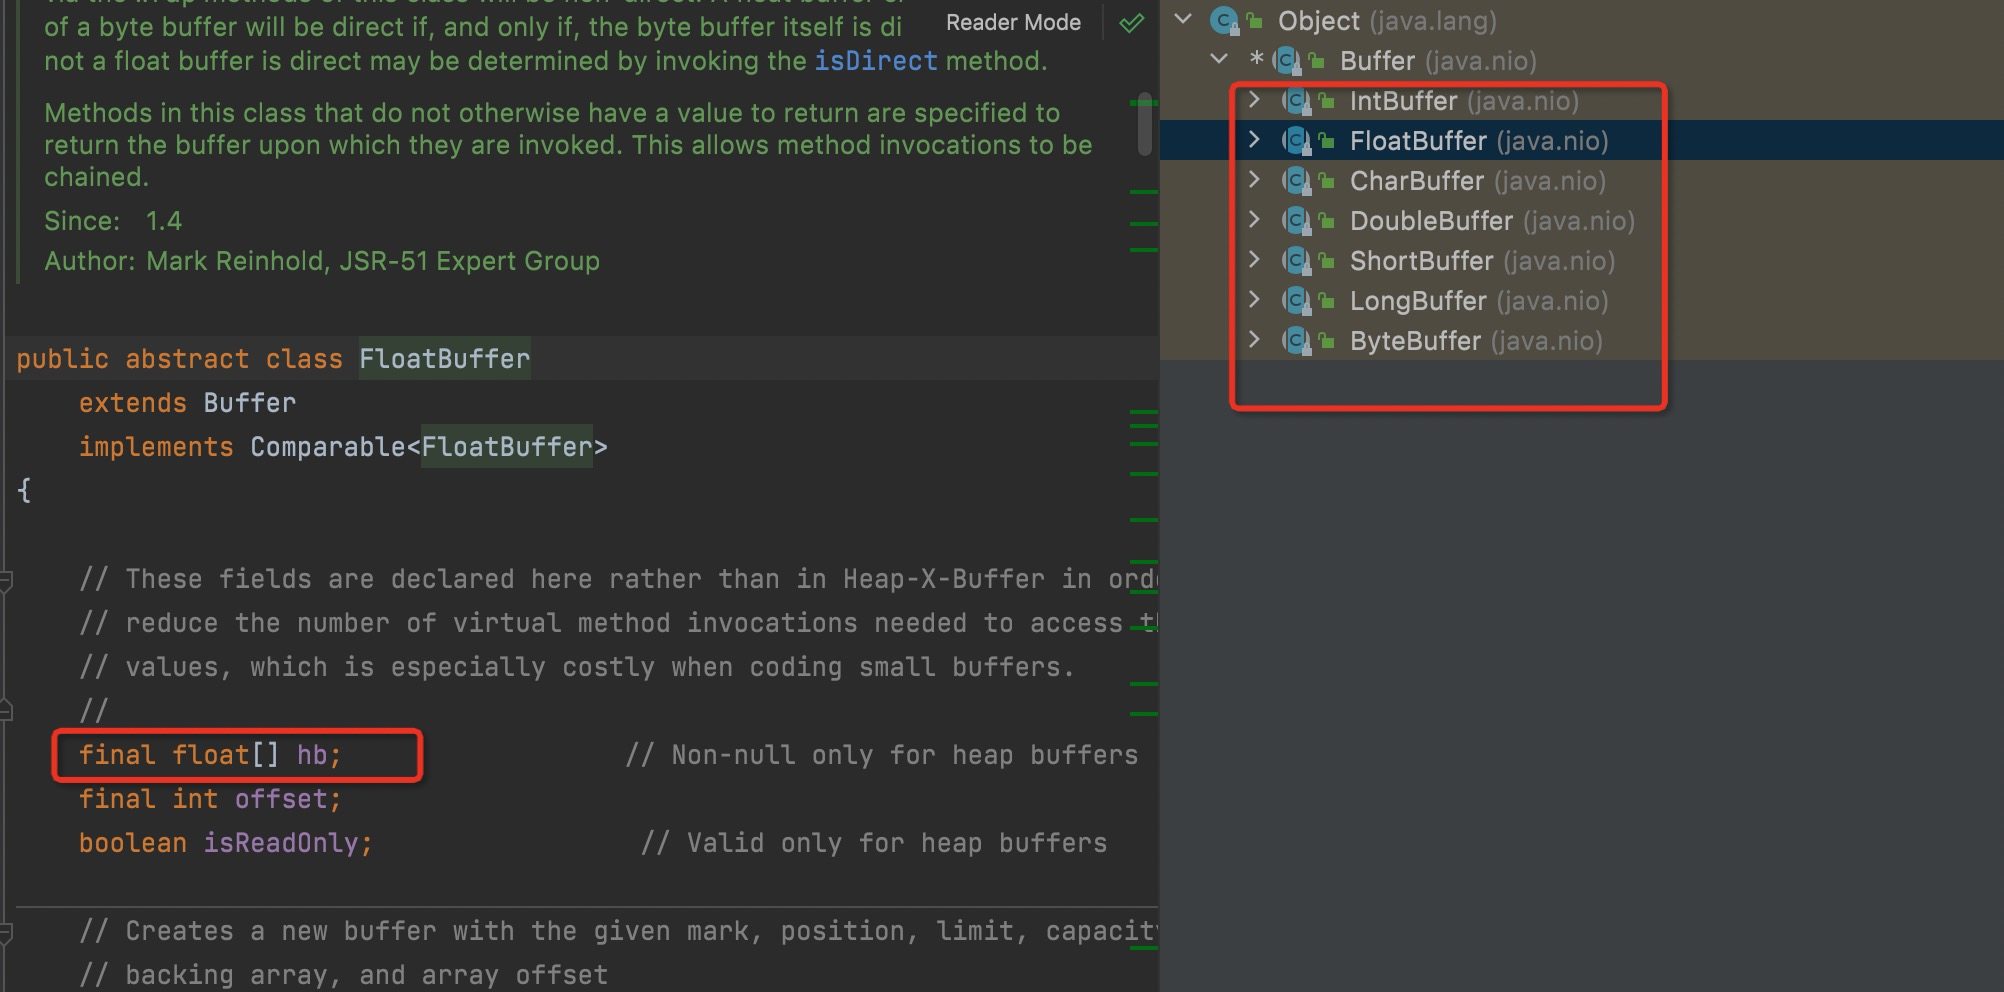 of a byte buffer will be direct if, and only if, the byte buffer itself is di
Reader Mode
not a float buffer is direct may be determined by invoking the isDirect method.
Methods in this class that do not otherwise have a value to return are specified to
return the buffer upon which they are invoked. This allows method invocations to be
chained.
Since: 1.4
Author: Mark Reinhold, JSR-51 Expert Group
public abstract class FloatBuffer
extends Buffer
implements Comparable<FloatBuffer>
{
// These fields are declared here rather than in Heap-X-Buffer in orde
// reduce the number of virtual method invocations needed to access th
// values, which is especially costly when coding small buffers.
//
final float[] hb; // Non-null only for heap buffers
final int offset;
boolean isReadOnly; // Valid only for heap buffers
// Creates a new buffer with the given mark, position, limit, capacity
// backing array, and array offset
Object (java.lang)
* Buffer (java.nio)
IntBuffer (java.nio)
FloatBuffer (java.nio)
CharBuffer (java.nio)
DoubleBuffer (java.nio)
ShortBuffer (java.nio)
LongBuffer (java.nio)
ByteBuffer (java.nio)